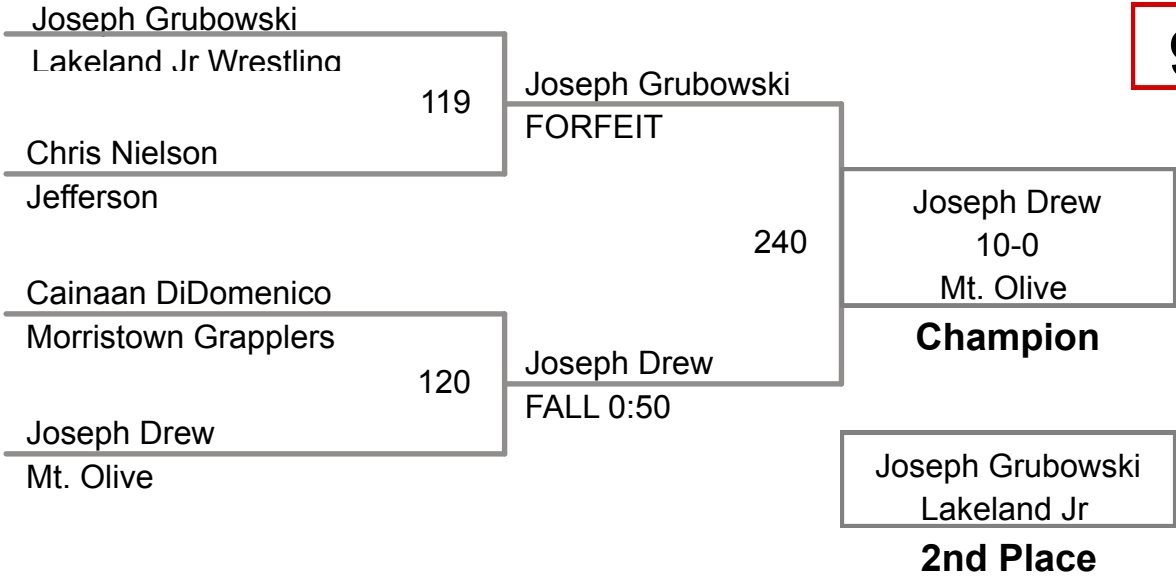 Joseph Grubowski
Lakeland Jr Wrestling
119
Chris Nielson
Jefferson
Joseph Grubowski
FORFEIT
Cainaan DiDomenico
Morristown Grapplers
120
Joseph Drew
Mt. Olive
Joseph Drew
FALL 0:50
240
Joseph Drew
10-0
Mt. Olive
Champion
Joseph Grubowski
Lakeland Jr
2nd Place